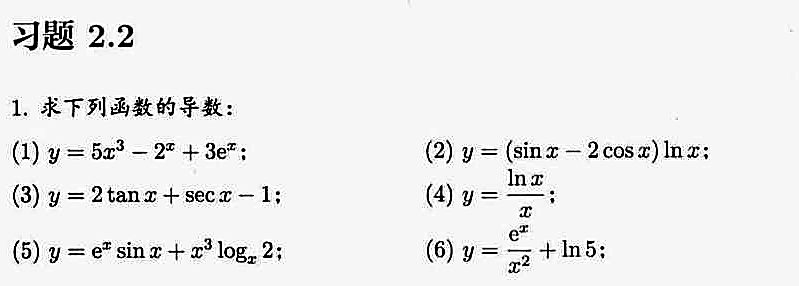 习题 2.2
1. 求下列函数的导数:
(1) y = 5x³ − 2ˣ + 3eˣ; (2) y = (sin x − 2 cos x) ln x;
(3) y = 2 tan x + sec x − 1; (4) y = ln x / x;
(5) y = eˣ sin x + x³ logₓ 2; (6) y = eˣ / x² + ln 5;